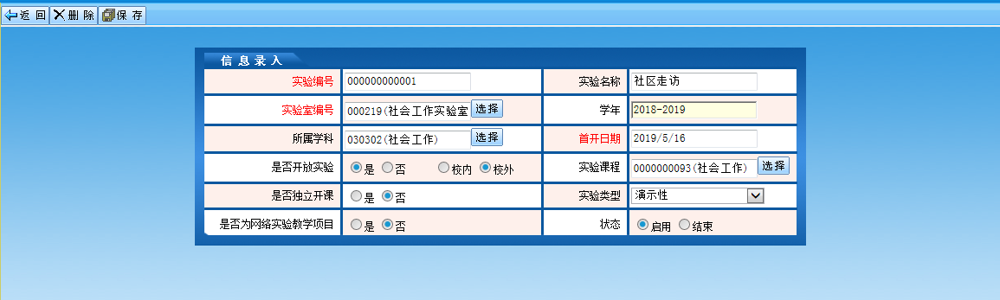 返 回 删 除 保 存
信 息 录 入
实验编号 000000000001 实验名称 社区走访
实验室编号 000219(社会工作实验室 选择 学年 2018-2019
所属学科 030302(社会工作) 选择 首开日期 2019/5/16
是否开放实验 是 否 校内 校外 实验课程 0000000093(社会工作) 选择
是否独立开课 是 否 实验类型 演示性
是否为网络实验教学项目 是 否 状态 启用 结束